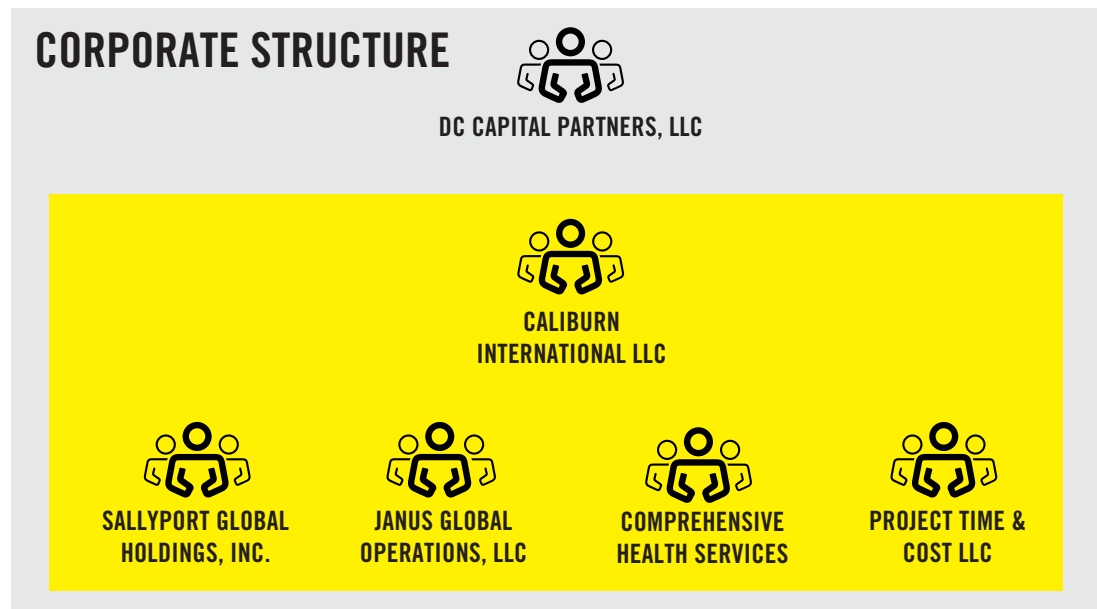 CORPORATE STRUCTURE
DC CAPITAL PARTNERS, LLC
CALIBURN
INTERNATIONAL LLC
SALLYPORT GLOBAL
HOLDINGS, INC.
JANUS GLOBAL
OPERATIONS, LLC
COMPREHENSIVE
HEALTH SERVICES
PROJECT TIME &
COST LLC